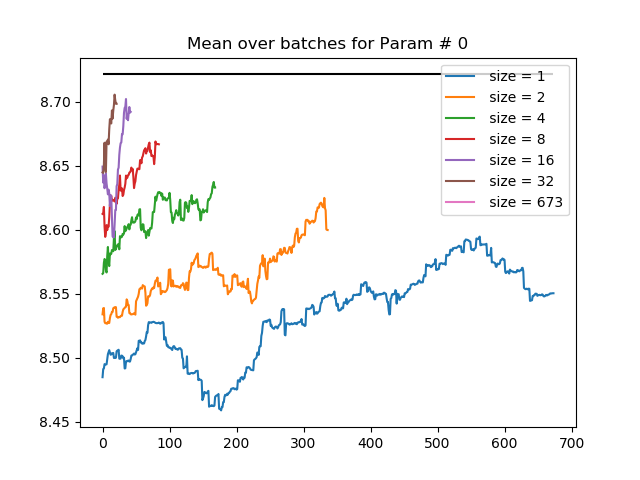 Mean over batches for Param # 0
8.70
8.65
8.60
8.55
8.50
8.45
0 100 200 300 400 500 600 700
size = 1
size = 2
size = 4
size = 8
size = 16
size = 32
size = 673